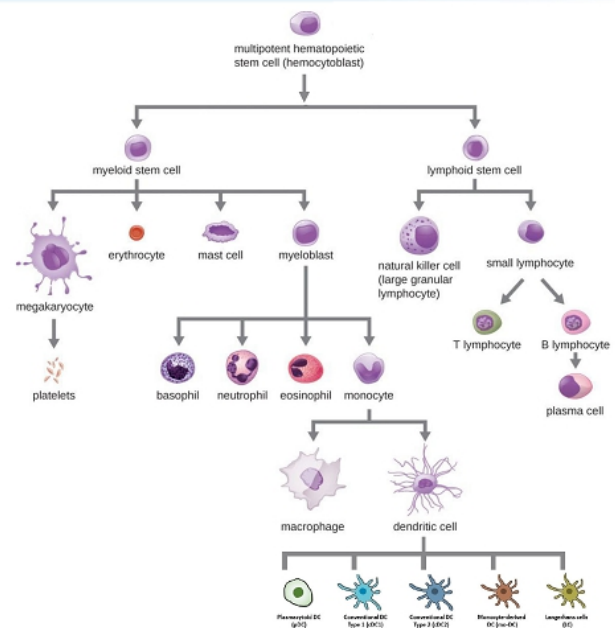 multipotent hematopoietic
stem cell (hemocytoblast)
myeloid stem cell
lymphoid stem cell
erythrocyte
mast cell
myeloblast
natural killer cell
(large granular
lymphocyte)
small lymphocyte
megakaryocyte
T lymphocyte
B lymphocyte
platelets
basophil
neutrophil
eosinophil
monocyte
plasma cell
macrophage
dendritic cell
Plasmacytoid DC
(pDC)
Conventional DC
Type 1 (cDC1)
Conventional DC
Type 2 (cDC2)
Monocyte-derived
DC (mo-DC)
Langerhans cells
(LC)